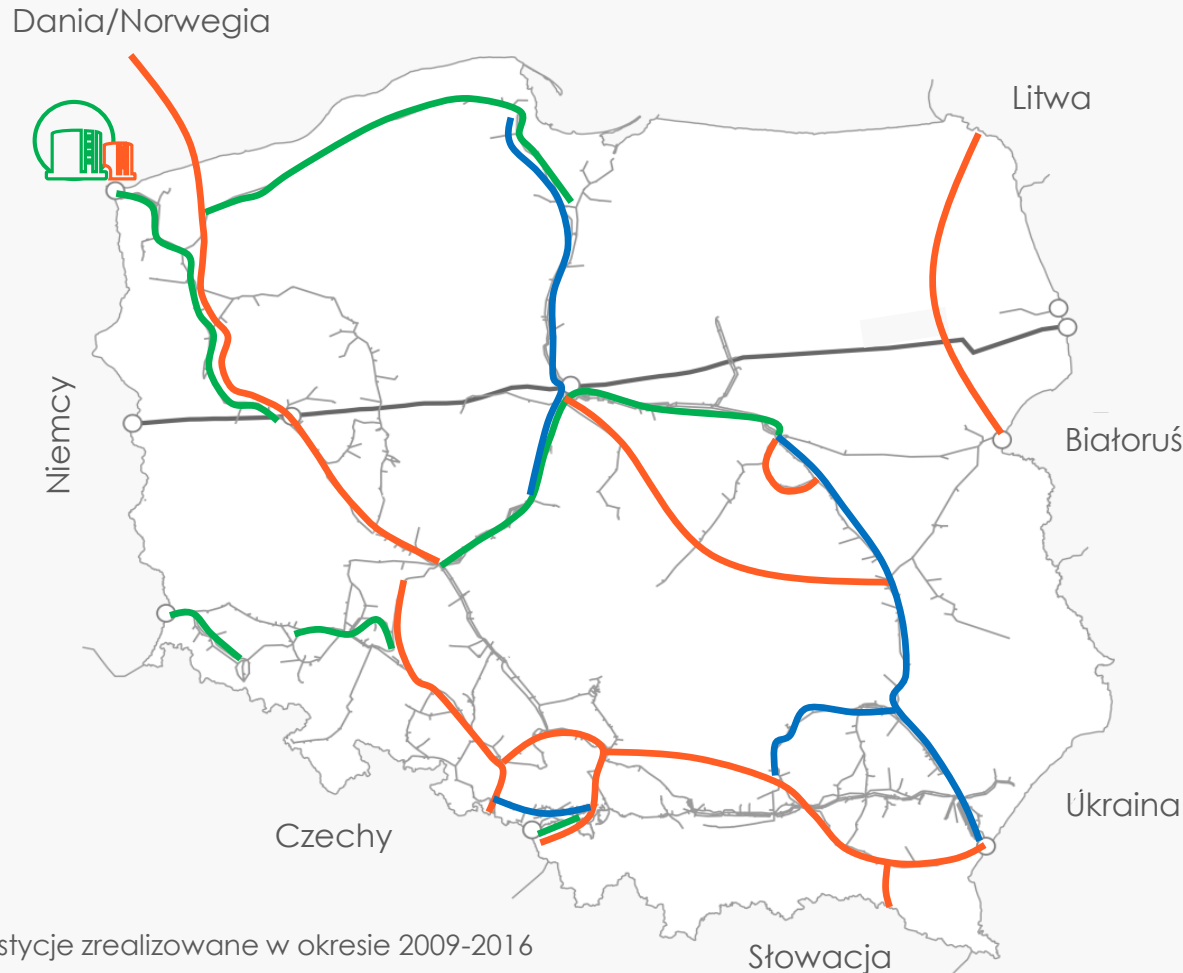 Dania/Norwegia
Litwa
Niemcy
Białoruś
Ukraina
Czechy
stycje zrealizowane w okresie 2009-2016
Słowacja